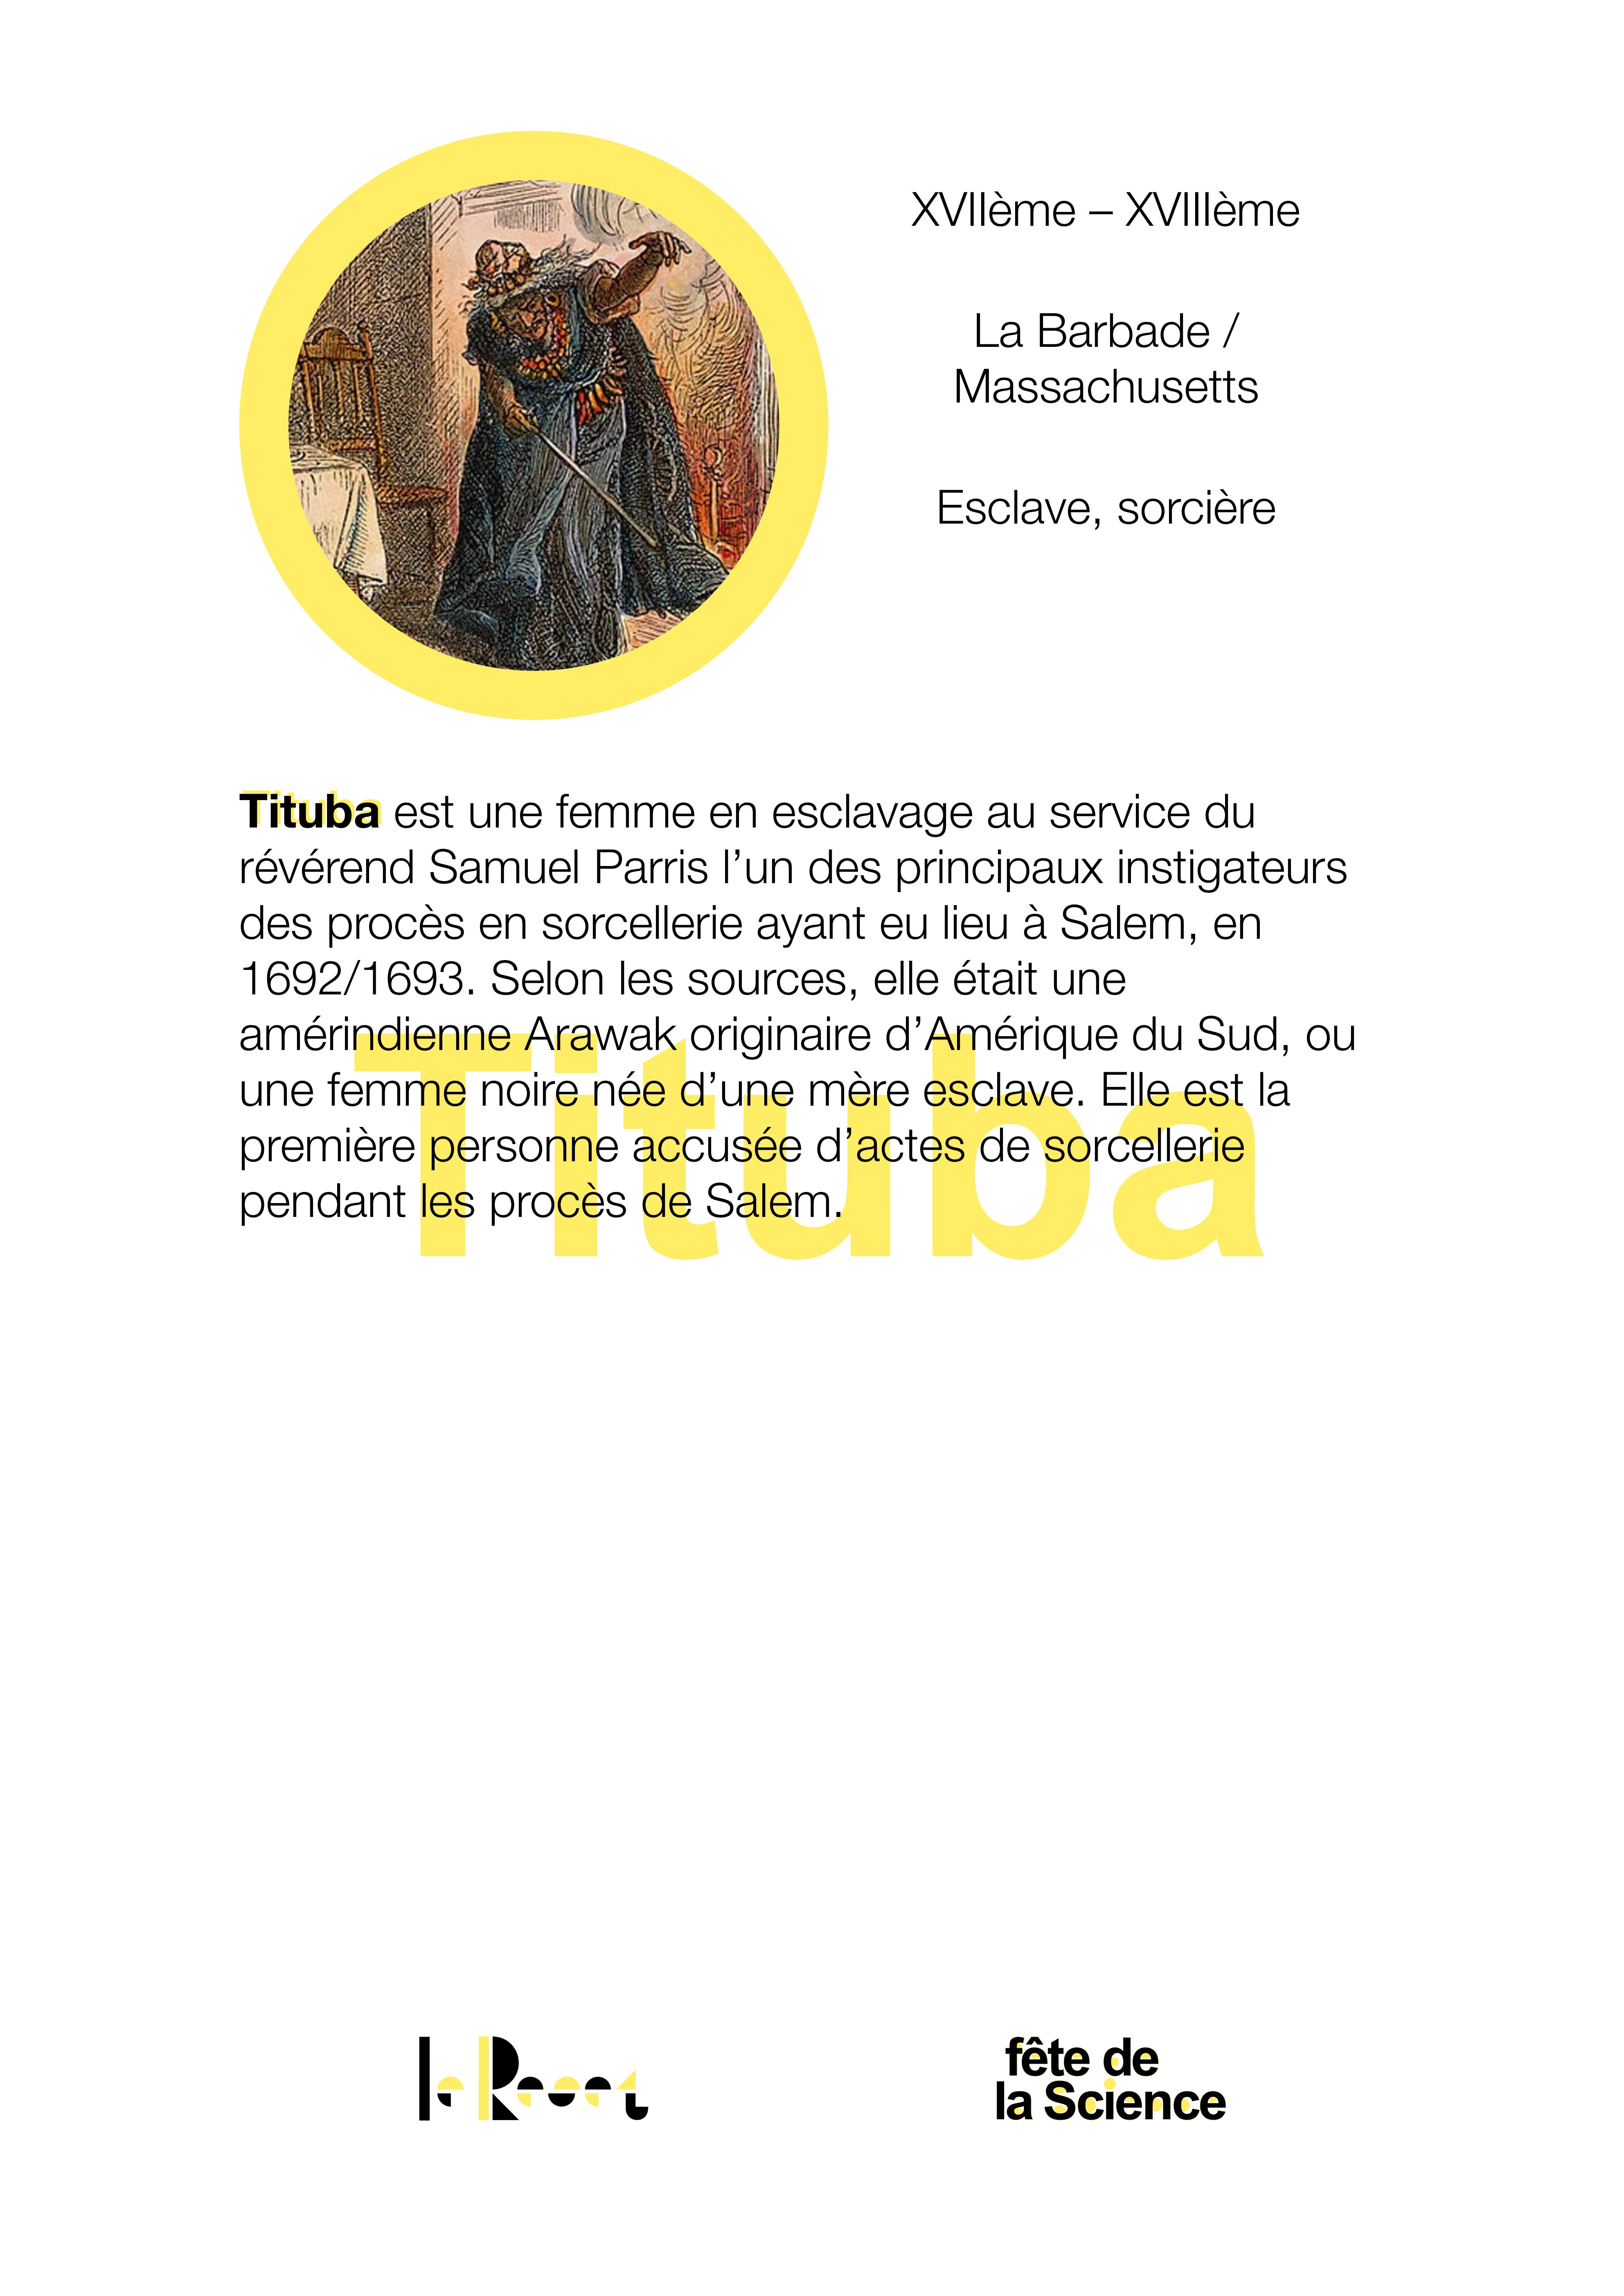 XVIIème – XVIIIème
La Barbade /
Massachusetts
Esclave, sorcière
Tituba est une femme en esclavage au service du
révérend Samuel Parris l’un des principaux instigateurs
des procès en sorcellerie ayant eu lieu à Salem, en
1692/1693. Selon les sources, elle était une
amérindienne Arawak originaire d’Amérique du Sud, ou
une femme noire née d’une mère esclave. Elle est la
première personne accusée d’actes de sorcellerie
pendant les procès de Salem.
Tituba
le Reset
fête de
la Science